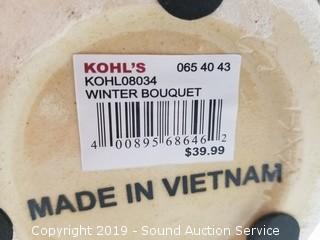 KOHL'S 065 40 43
KOHL08034
WINTER BOUQUET
4 00895 68646 2
$39.99
MADE IN VIETNAM
Copyright 2019 - Sound Auction Service